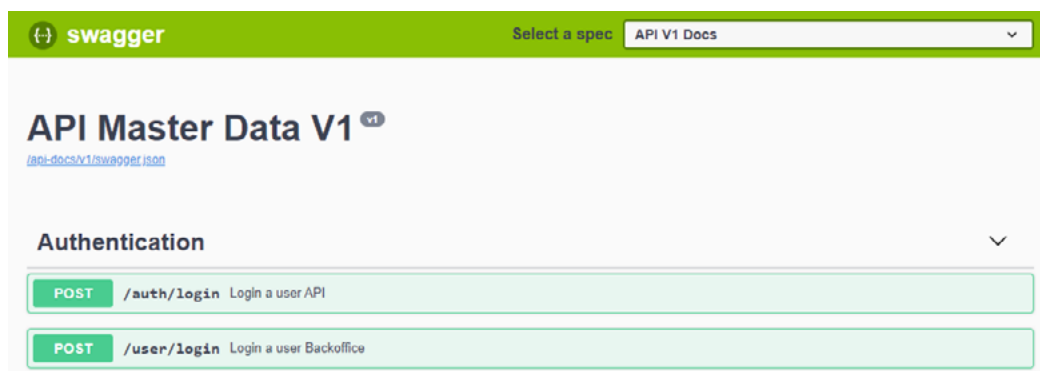 {···} swagger Select a spec API V1 Docs
API Master Data V1 v1
/api-docs/v1/swagger.json
Authentication
POST /auth/login Login a user API
POST /user/login Login a user Backoffice